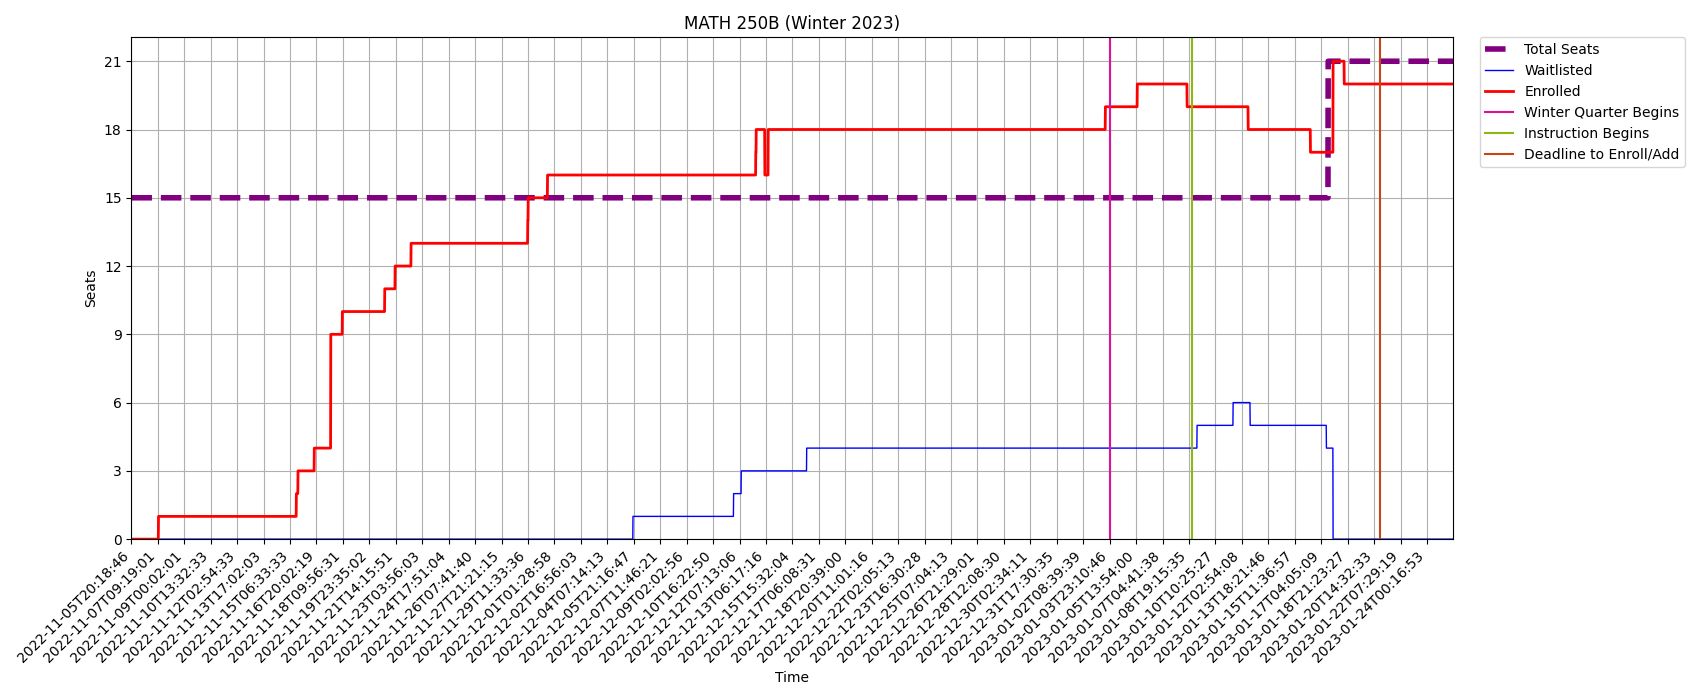 MATH 250B (Winter 2023)
Total Seats
Waitlisted
Enrolled
Winter Quarter Begins
Instruction Begins
Deadline to Enroll/Add
Seats
21
18
15
12
9
6
3
0
2022-11-05T20:18:46
2022-11-07T09:19:01
2022-11-09T00:02:01
2022-11-10T13:32:33
2022-11-12T02:54:33
2022-11-13T17:02:03
2022-11-15T06:33:33
2022-11-16T20:02:19
2022-11-18T09:56:31
2022-11-19T23:35:02
2022-11-21T14:15:51
2022-11-23T03:56:03
2022-11-24T17:51:04
2022-11-26T07:41:40
2022-11-27T21:21:15
2022-11-29T11:33:36
2022-12-01T01:28:58
2022-12-02T16:56:03
2022-12-04T07:14:13
2022-12-05T21:16:47
2022-12-07T11:46:21
2022-12-09T02:02:56
2022-12-10T16:22:50
2022-12-12T07:13:06
2022-12-13T06:17:16
2022-12-15T15:32:04
2022-12-17T06:08:31
2022-12-18T20:39:00
2022-12-20T11:01:16
2022-12-22T02:05:13
2022-12-23T16:30:28
2022-12-25T07:04:13
2022-12-26T21:29:01
2022-12-28T12:08:30
2022-12-30T02:34:11
2022-12-31T17:30:35
2023-01-02T08:39:39
2023-01-03T23:10:46
2023-01-05T13:54:00
2023-01-07T04:41:38
2023-01-08T19:15:35
2023-01-10T10:25:27
2023-01-12T02:54:09
2023-01-13T18:21:46
2023-01-15T11:36:57
2023-01-17T04:05:09
2023-01-18T21:23:27
2023-01-20T14:32:33
2023-01-22T07:29:19
2023-01-24T00:16:53
Time